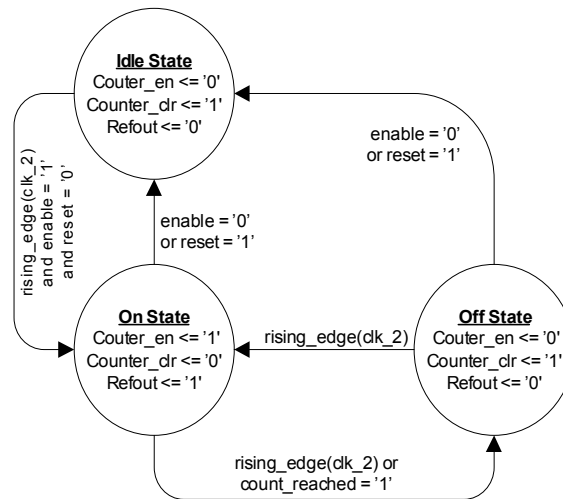 Idle State
Couter_en <= '0'
Counter_clr <= '1'
Refout <= '0'
rising_edge(clk_2)
and enable = '1'
and reset = '0'
enable = '0'
or reset = '1'
enable = '0'
or reset = '1'
On State
Couter_en <= '1'
Counter_clr <= '0'
Refout <= '1'
rising_edge(clk_2)
Off State
Couter_en <= '0'
Counter_clr <= '1'
Refout <= '0'
rising_edge(clk_2) or
count_reached = '1'